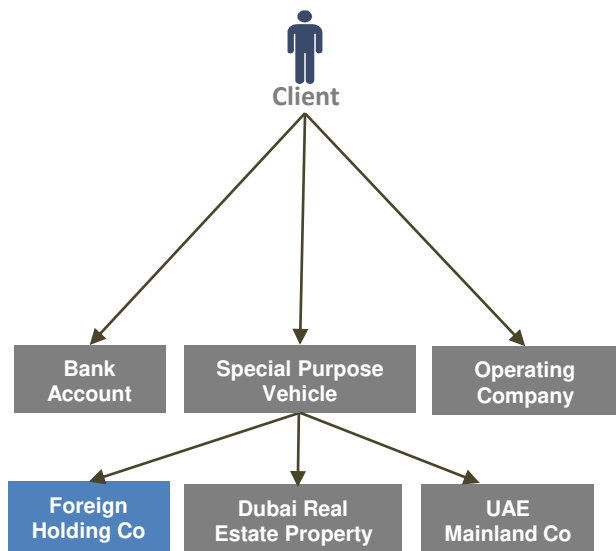 Client
Bank
Account
Special Purpose
Vehicle
Operating
Company
Foreign
Holding Co
Dubai Real
Estate Property
UAE
Mainland Co